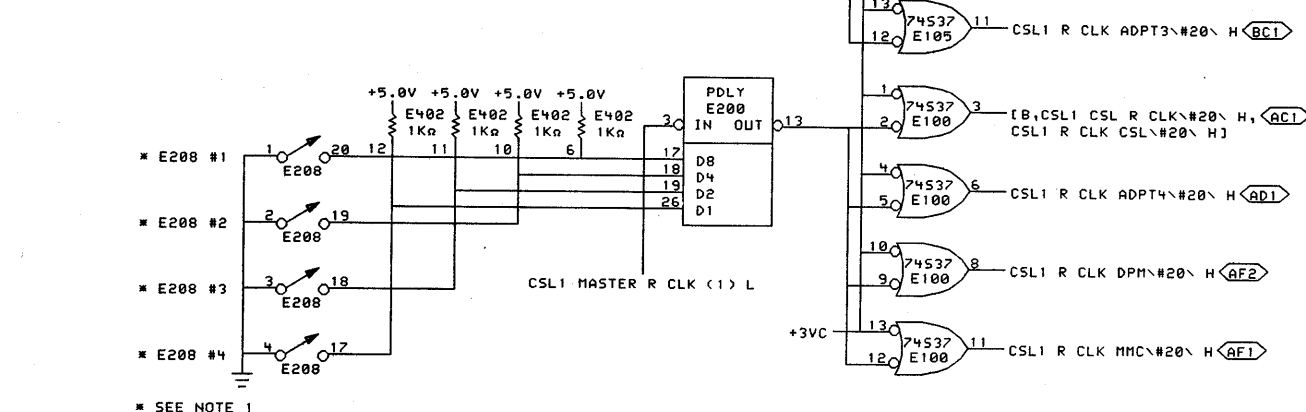 13
12
74S37
E105
11
CSL1 R CLK ADPT3\#20\ H
BC1
+5.0V +5.0V +5.0V +5.0V
E402
1KΩ
E402
1KΩ
E402
1KΩ
E402
1KΩ
PDLY
E200
3
IN OUT
13
1
2
74S37
E100
3
[B,CSL1 CSL R CLK\#20\ H,
CSL1 R CLK CSL\#20\ H]
AC1
* E208 #1
1
20
E208
12
11
10
6
17
D8
18
D4
19
D2
26
D1
4
5
74S37
E100
6
CSL1 R CLK ADPT4\#20\ H
AD1
* E208 #2
2
19
E208
10
9
74S37
E100
8
CSL1 R CLK DPM\#20\ H
AF2
* E208 #3
3
18
E208
CSL1 MASTER R CLK (1) L
+3VC
13
12
74S37
E100
11
CSL1 R CLK MMC\#20\ H
AF1
* E208 #4
4
17
E208
* SEE NOTE 1